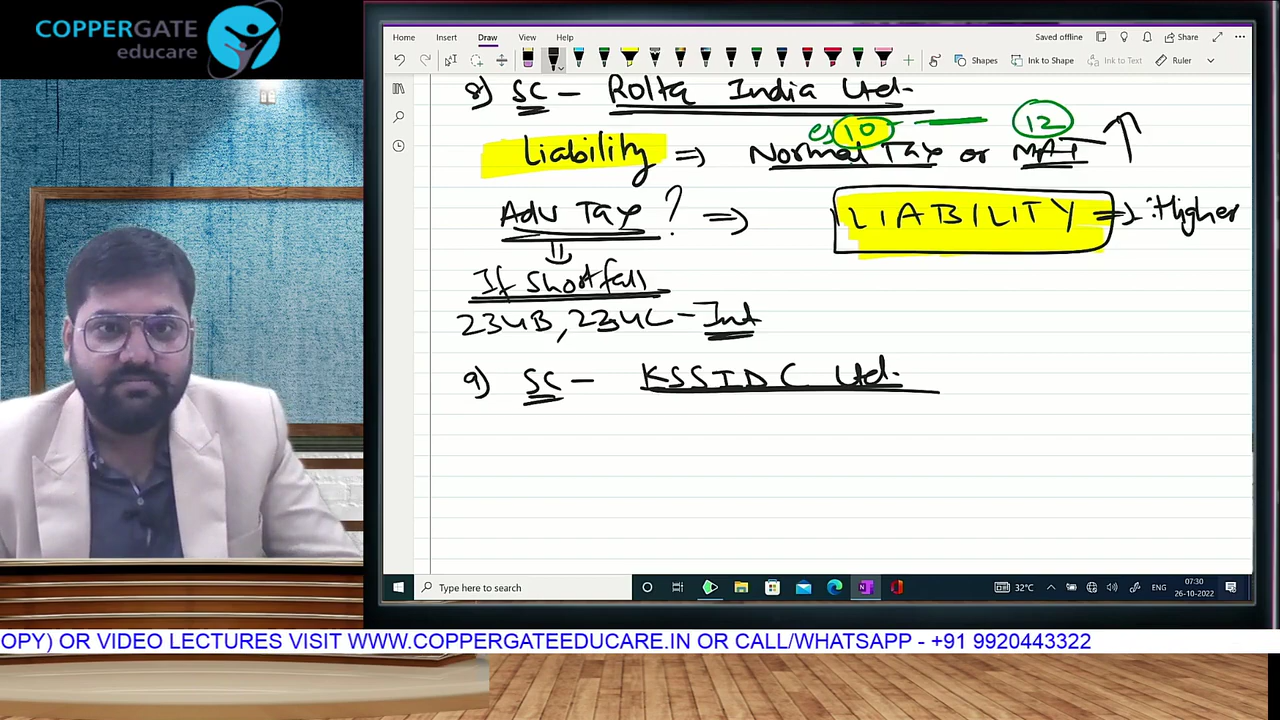 COPPERGATE
educare
Saved offline
Share
Home Insert Draw View Help
Shapes
Ink to Shape
Ink to Text
Ruler
8) SC - Rolta India Ltd.
eg 10
12
Liability ⇒ Normal Tax or MAT ↑
Adv Tax ? ⇒ LIABILITY ⇒ : Higher
If Shortfall
234B, 234C - Int
9) SC - KSSIDC Ltd.
Type here to search
32°C
ENG
07:30
26-10-2022
OPY) OR VIDEO LECTURES VISIT WWW.COPPERGATEEDUCARE.IN OR CALL/WHATSAPP - +91 9920443322